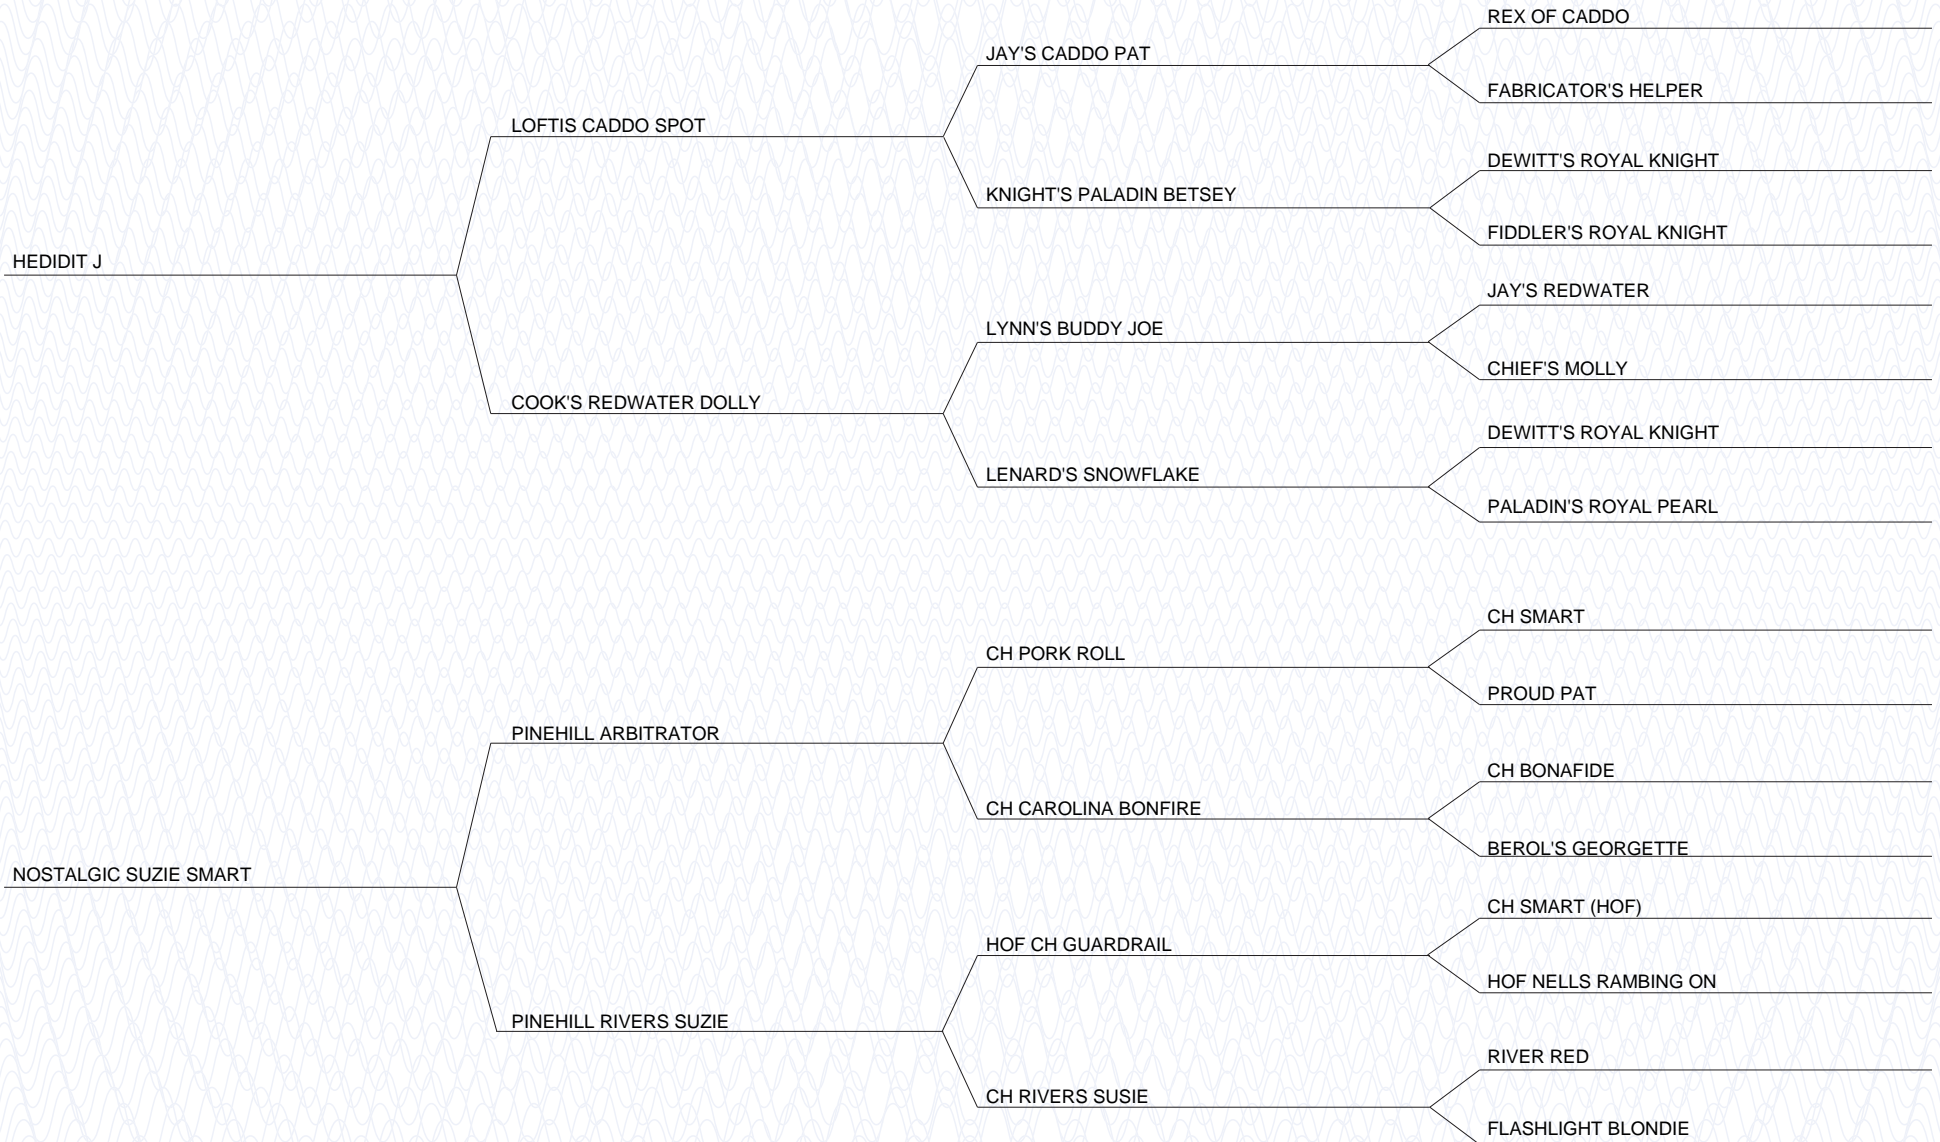 REX OF CADDO
JAY'S CADDO PAT
FABRICATOR'S HELPER
LOFTIS CADDO SPOT
DEWITT'S ROYAL KNIGHT
KNIGHT'S PALADIN BETSEY
FIDDLER'S ROYAL KNIGHT
HEDIDIT J
JAY'S REDWATER
LYNN'S BUDDY JOE
CHIEF'S MOLLY
COOK'S REDWATER DOLLY
DEWITT'S ROYAL KNIGHT
LENARD'S SNOWFLAKE
PALADIN'S ROYAL PEARL
CH SMART
CH PORK ROLL
PROUD PAT
PINEHILL ARBITRATOR
CH BONAFIDE
CH CAROLINA BONFIRE
BEROL'S GEORGETTE
NOSTALGIC SUZIE SMART
CH SMART (HOF)
HOF CH GUARDRAIL
HOF NELLS RAMBING ON
PINEHILL RIVERS SUZIE
RIVER RED
CH RIVERS SUSIE
FLASHLIGHT BLONDIE